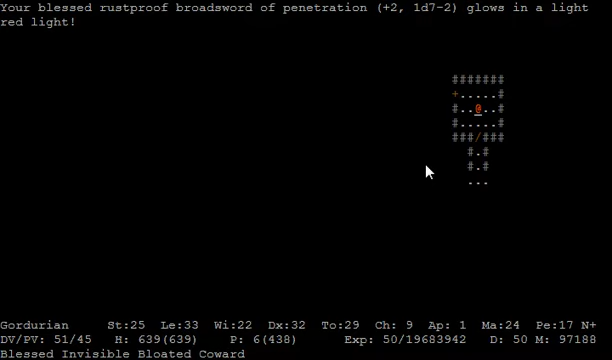 Your blessed rustproof broadsword of penetration (+2, 1d7-2) glows in a light
red light!
#######
+.....#
#..@..#
#.....#
###/###
#.#
#.#
...
Gordurian St:25 Le:33 Wi:22 Dx:32 To:29 Ch: 9 Ap: 1 Ma:24 Pe:17 N+
DV/PV: 51/45 H: 639(639) P: 6(438) Exp: 50/19683942 D: 50 M: 97188
Blessed Invisible Bloated Coward